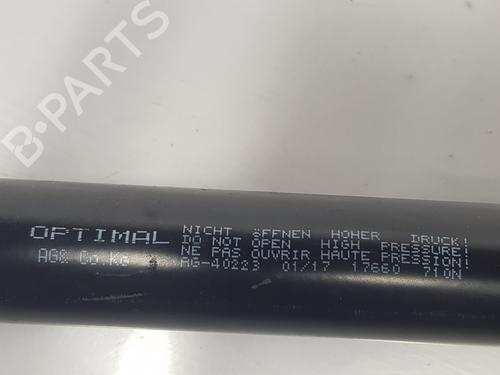 B-PARTS
OPTIMAL
AG& Co.KG
NICHT ÖFFNEN HOHER DRUCK!
DO NOT OPEN HIGH PRESSURE!
NE PAS OUVRIR HAUTE PRESSION!
AG-40223 01/17 17660 710N